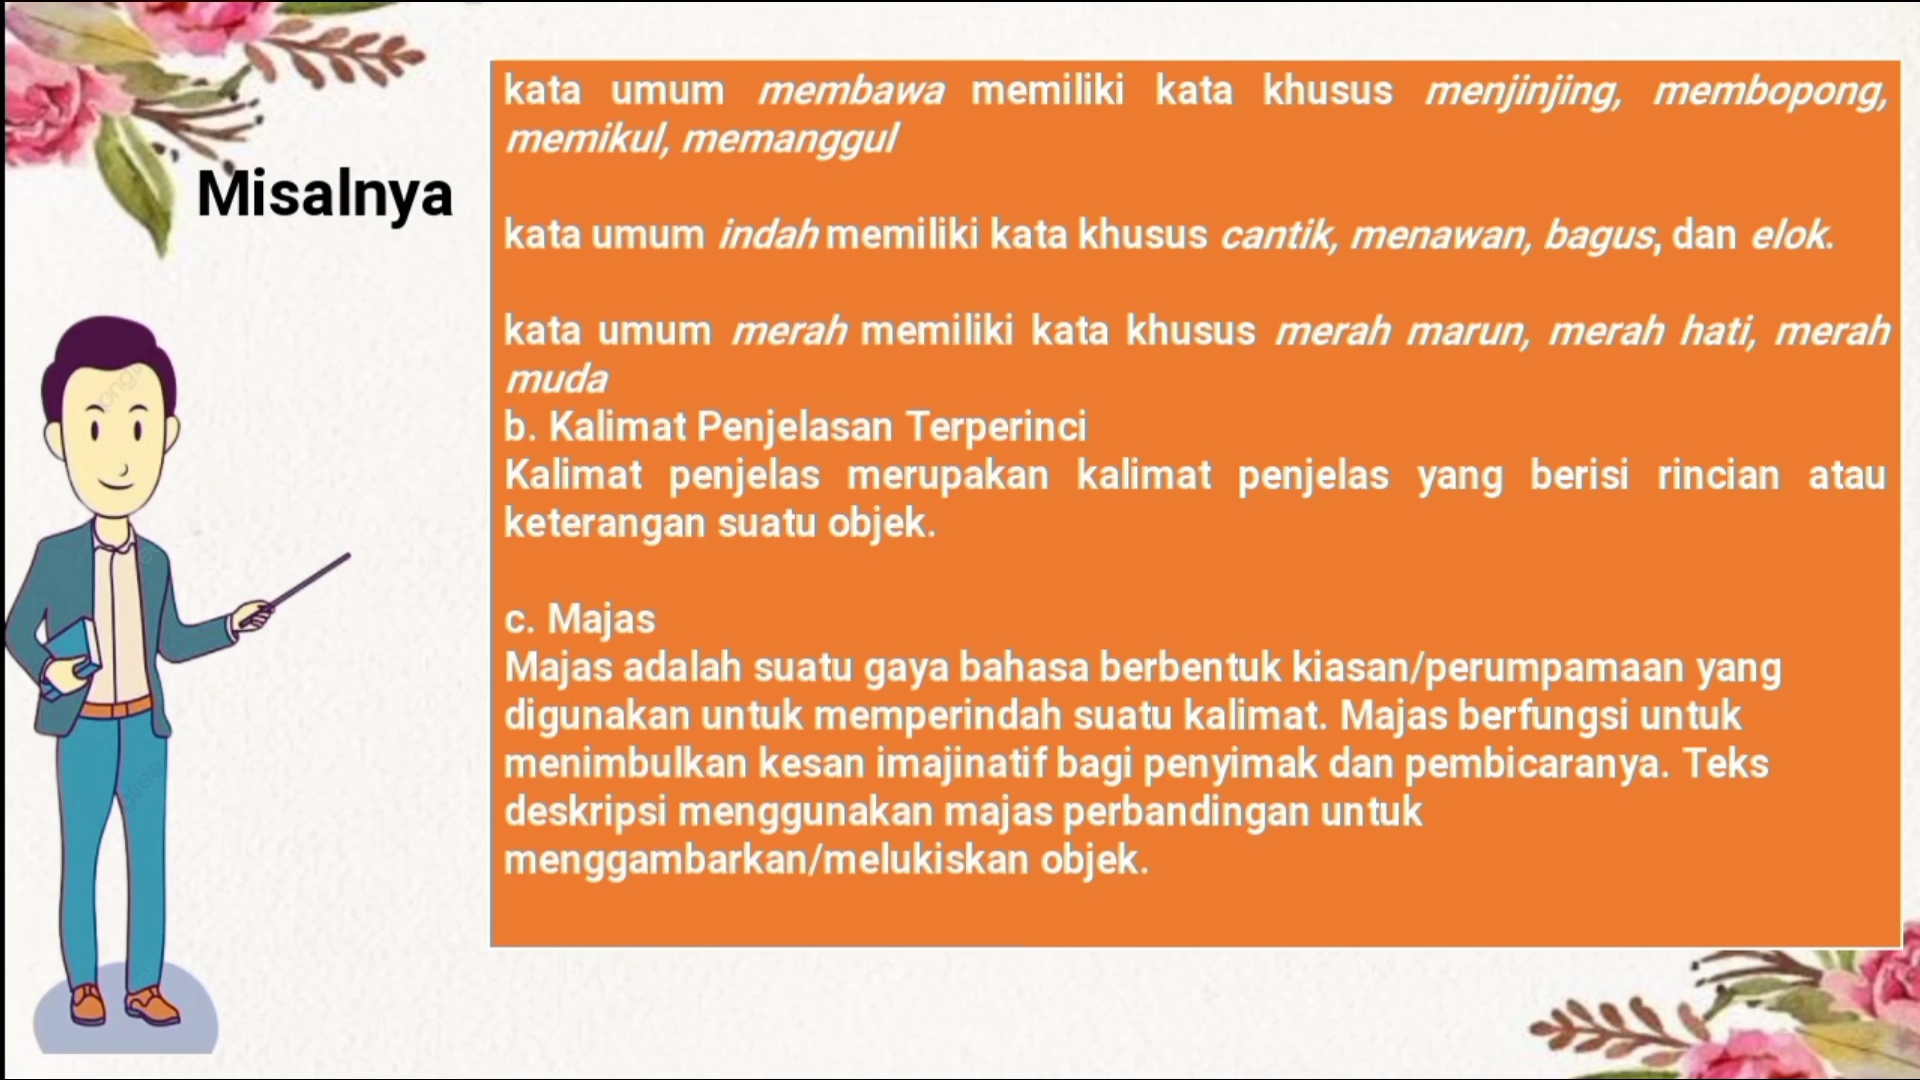 Misalnya
kata umum membawa memiliki kata khusus menjinjing, membopong,
memikul, memanggul
kata umum indah memiliki kata khusus cantik, menawan, bagus, dan elok.
kata umum merah memiliki kata khusus merah marun, merah hati, merah
muda
b. Kalimat Penjelasan Terperinci
Kalimat penjelas merupakan kalimat penjelas yang berisi rincian atau
keterangan suatu objek.
c. Majas
Majas adalah suatu gaya bahasa berbentuk kiasan/perumpamaan yang
digunakan untuk memperindah suatu kalimat. Majas berfungsi untuk
menimbulkan kesan imajinatif bagi penyimak dan pembicaranya. Teks
deskripsi menggunakan majas perbandingan untuk
menggambarkan/melukiskan objek.